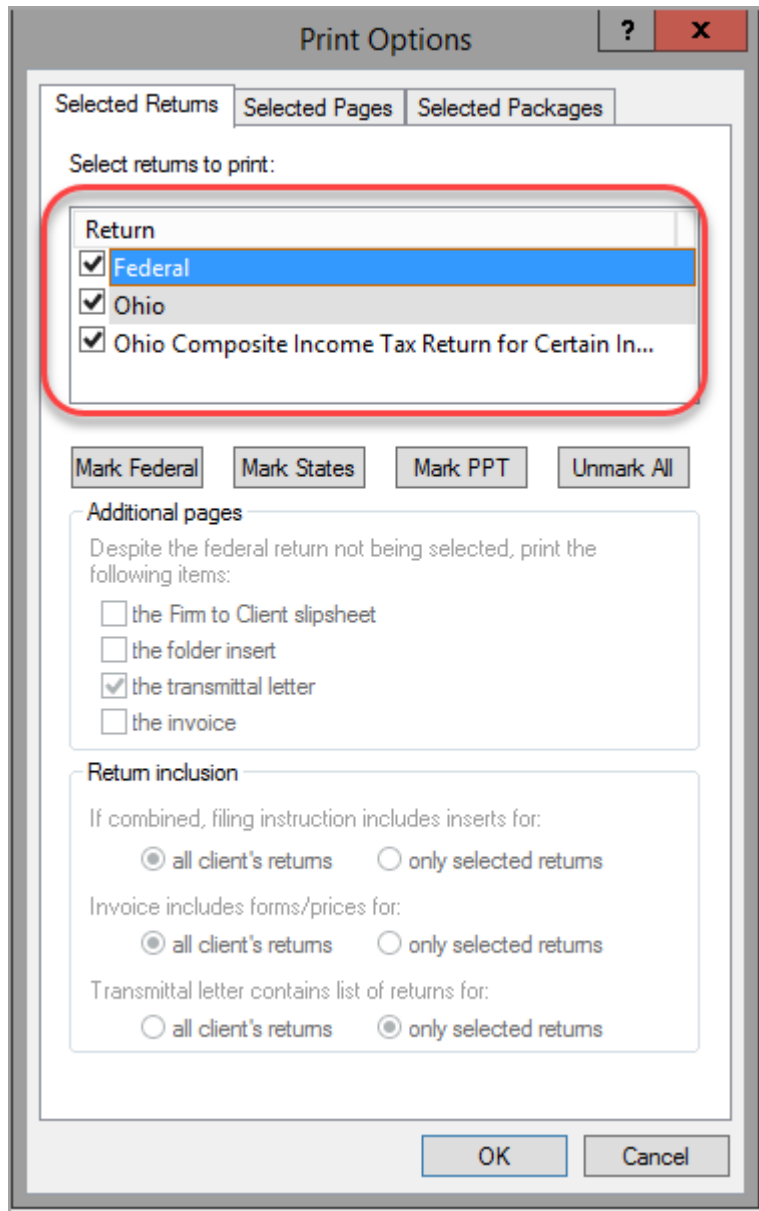 Print Options
?
x
Selected Returns
Selected Pages
Selected Packages
Select returns to print:
Return
Federal
Ohio
Ohio Composite Income Tax Return for Certain In...
Mark Federal
Mark States
Mark PPT
Unmark All
Additional pages
Despite the federal return not being selected, print the
following items:
the Firm to Client slipsheet
the folder insert
the transmittal letter
the invoice
Return inclusion
If combined, filing instruction includes inserts for:
all client's returns
only selected returns
Invoice includes forms/prices for:
all client's returns
only selected returns
Transmittal letter contains list of returns for:
all client's returns
only selected returns
OK
Cancel